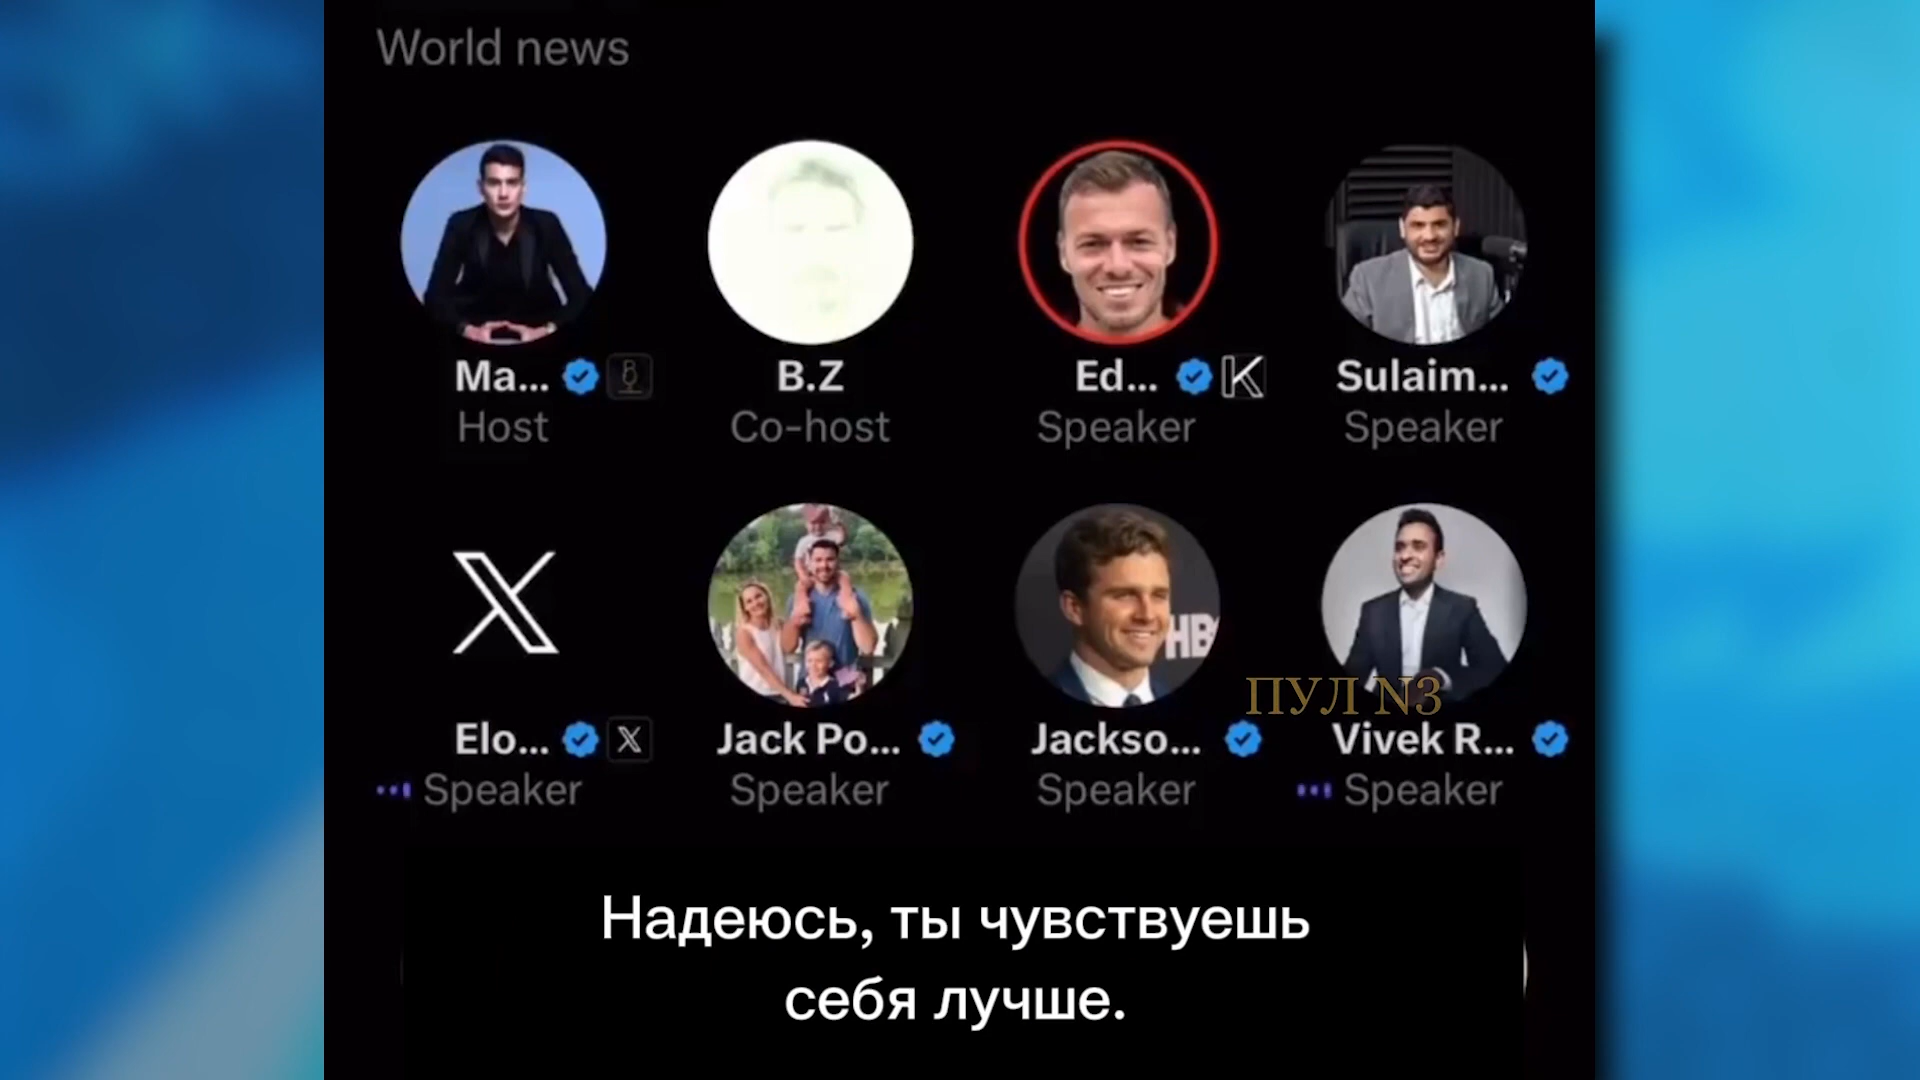 World news
Ma... B.Z Ed... Sulaim...
Host Co-host Speaker Speaker
HB
ПУЛ N3
Elo... Jack Po... Jackso... Vivek R...
Speaker Speaker Speaker Speaker
Надеюсь, ты чувствуешь
себя лучше.